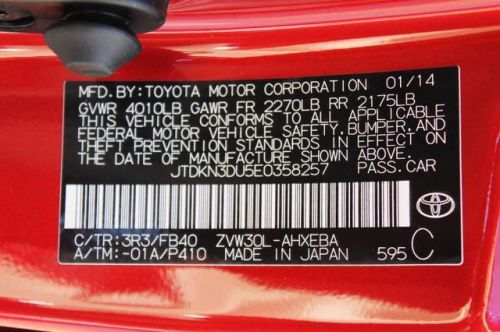 MFD. BY: TOYOTA MOTOR CORPORATION 01/14
GVWR 4010LB GAWR FR 2270LB RR 2175LB
THIS VEHICLE CONFORMS TO ALL APPLICABLE
FEDERAL MOTOR VEHICLE SAFETY, BUMPER, AND
THEFT PREVENTION STANDARDS IN EFFECT ON
THE DATE OF MANUFACTURE SHOWN ABOVE.
JTDKN3DU5E0358257 PASS. CAR
C/TR: 3R3/FB40 ZVW30L-AHXEBA
A/TM: -01A/P410 MADE IN JAPAN 595 C
TOYOTA